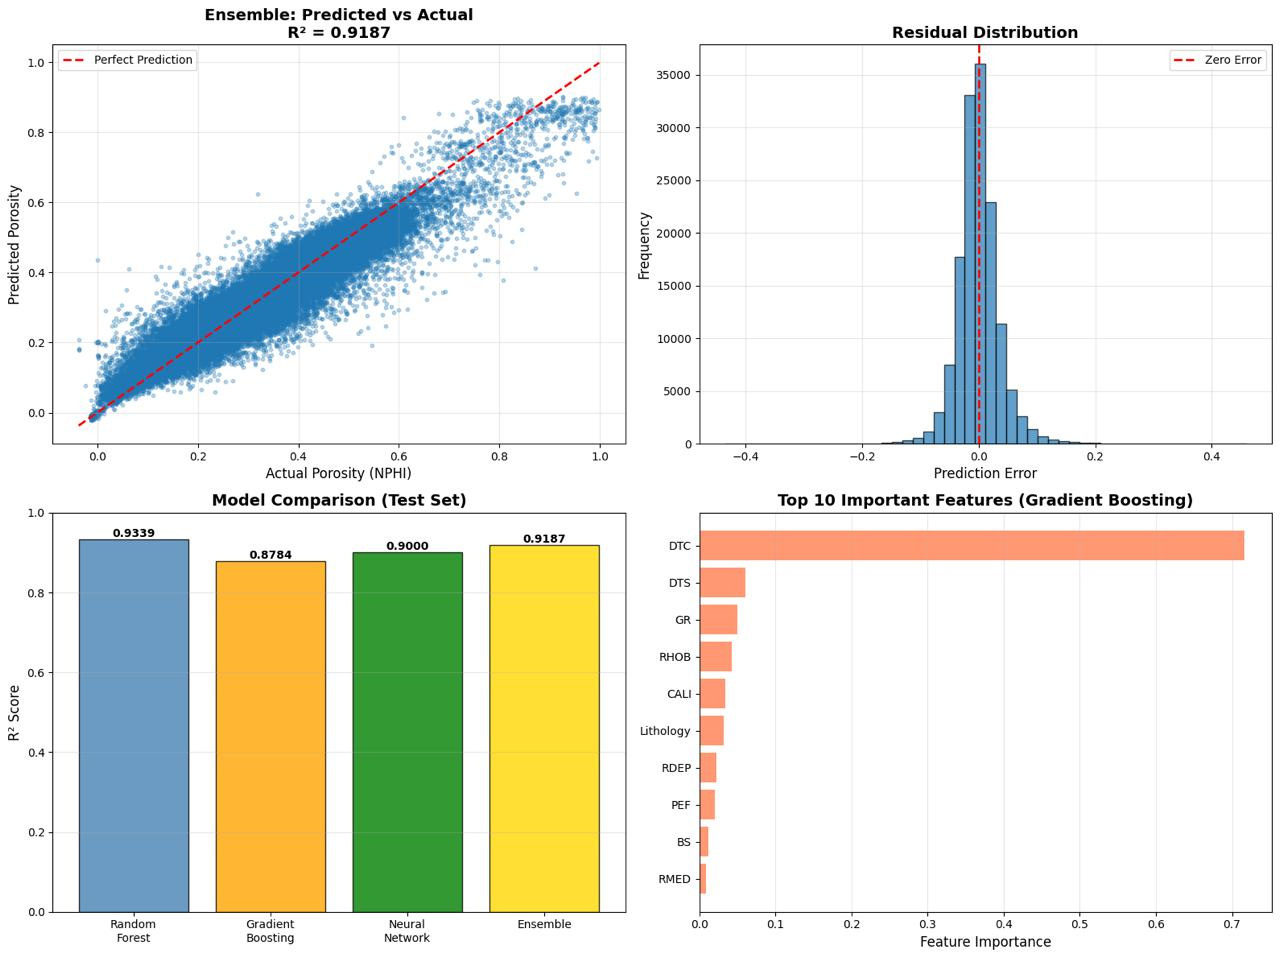 Ensemble: Predicted vs Actual
R² = 0.9187
Perfect Prediction
1.0
0.8
0.6
0.4
0.2
0.0
Predicted Porosity
0.0 0.2 0.4 0.6 0.8 1.0
Actual Porosity (NPHI)
Residual Distribution
Zero Error
35000
30000
25000
20000
15000
10000
5000
0
Frequency
−0.4 −0.2 0.0 0.2 0.4
Prediction Error
Model Comparison (Test Set)
1.0
0.8
0.6
0.4
0.2
0.0
R² Score
0.9339 0.8784 0.9000 0.9187
Random Gradient Neural Ensemble
Forest Boosting Network
Top 10 Important Features (Gradient Boosting)
DTC
DTS
GR
RHOB
CALI
Lithology
RDEP
PEF
BS
RMED
0.0 0.1 0.2 0.3 0.4 0.5 0.6 0.7
Feature Importance